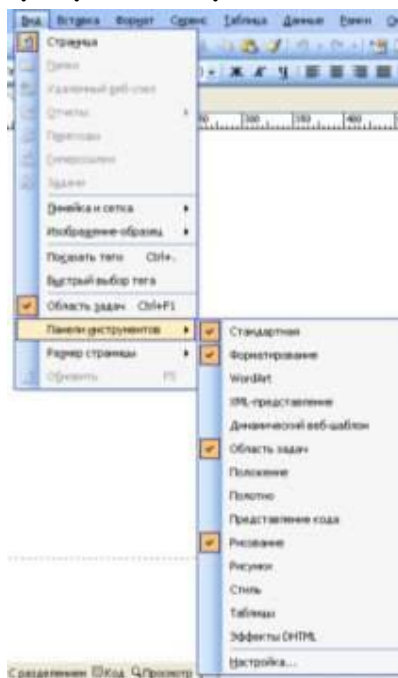 Вид Вставка Формат Сервис Таблица Данные Рамки
Страница
Папки
Удаленный веб-узел
Отчеты
Переходы
Гиперссылки
Задачи
Линейка и сетка
Изображение-образец
Показать теги Ctrl+.
Быстрый выбор тега
Область задач Ctrl+F1
Панели инструментов
Размер страницы
Обновить F5
Стандартная
Форматирование
WordArt
XML-представление
Динамический веб-шаблон
Область задач
Положение
Полотно
Представление кода
Рисование
Рисунки
Стиль
Таблицы
Эффекты DHTML
Настройка...
С разделением Код Просмотр